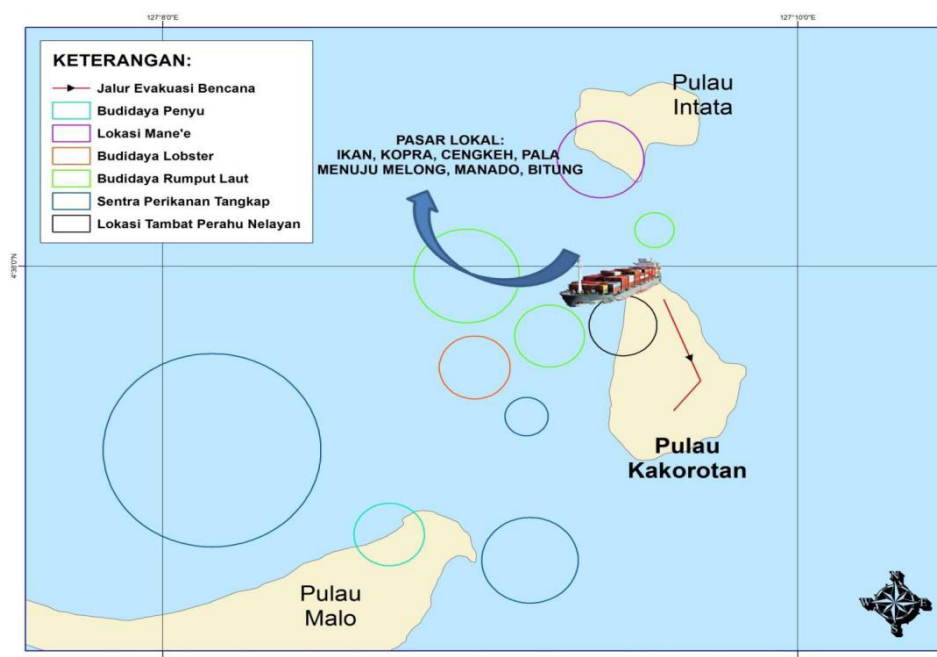 127°8'0"E
127°10'0"E
KETERANGAN:
Jalur Evakuasi Bencana
Budidaya Penyu
Lokasi Mane'e
Budidaya Lobster
Budidaya Rumput Laut
Sentra Perikanan Tangkap
Lokasi Tambat Perahu Nelayan
Pulau
Intata
PASAR LOKAL:
IKAN, KOPRA, CENGKEH, PALA
MENUJU MELONG, MANADO, BITUNG
4°38'0"N
Pulau
Kakorotan
Pulau
Malo